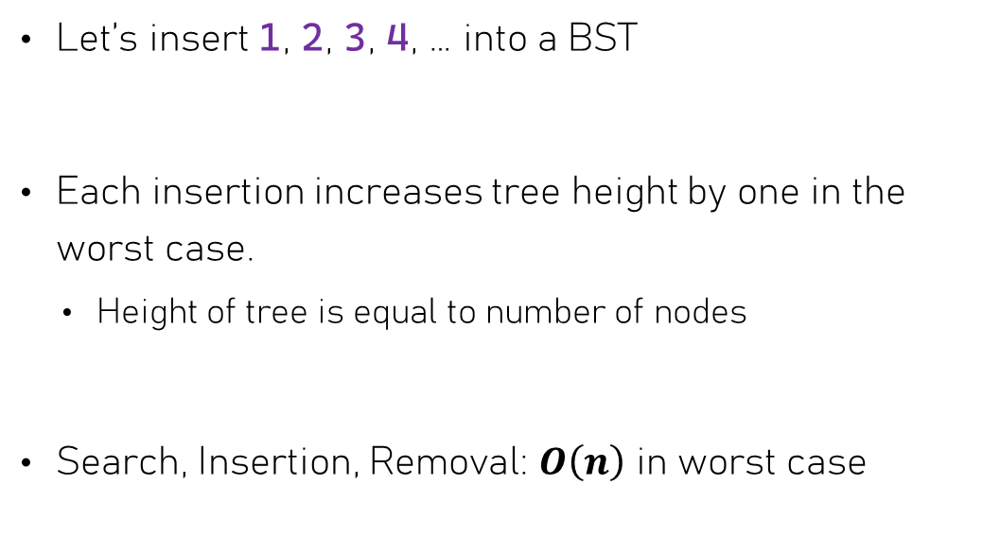 • Let's insert 1, 2, 3, 4, ... into a BST
• Each insertion increases tree height by one in the
worst case.
• Height of tree is equal to number of nodes
• Search, Insertion, Removal: O(n) in worst case